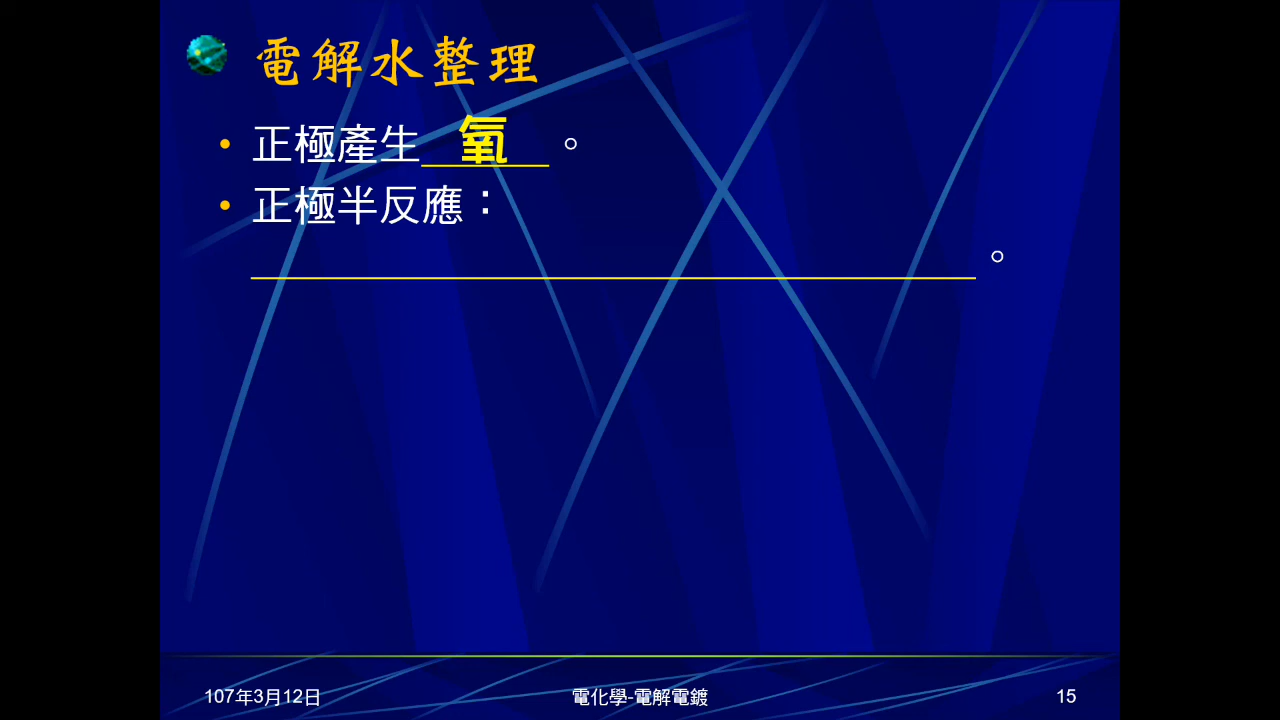 電解水整理
• 正極產生 氧 。
• 正極半反應：
。
107年3月12日
電化學-電解電鍍
15